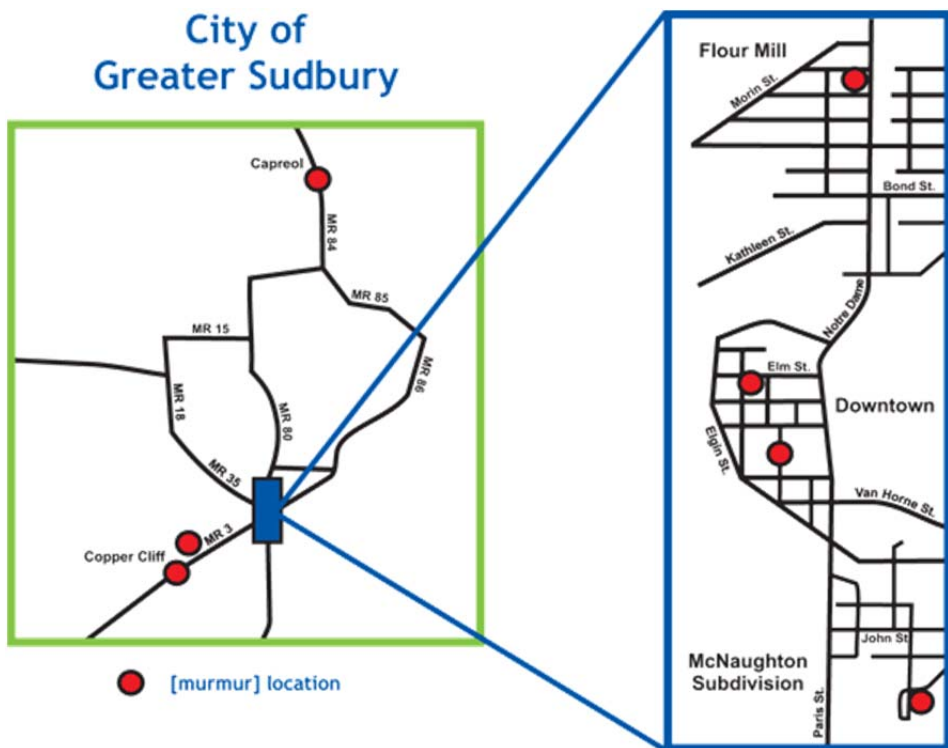 City of
Greater Sudbury
Capreol
MR 84
MR 85
MR 15
MR 86
MR 18
MR 80
MR 35
MR 3
Copper Cliff
[murmur] location
Flour Mill
Morin St.
Bond St.
Kathleen St.
Notre Dame
Elm St.
Downtown
Elgin St.
Van Horne St.
John St
McNaughton
Subdivision
Paris St.